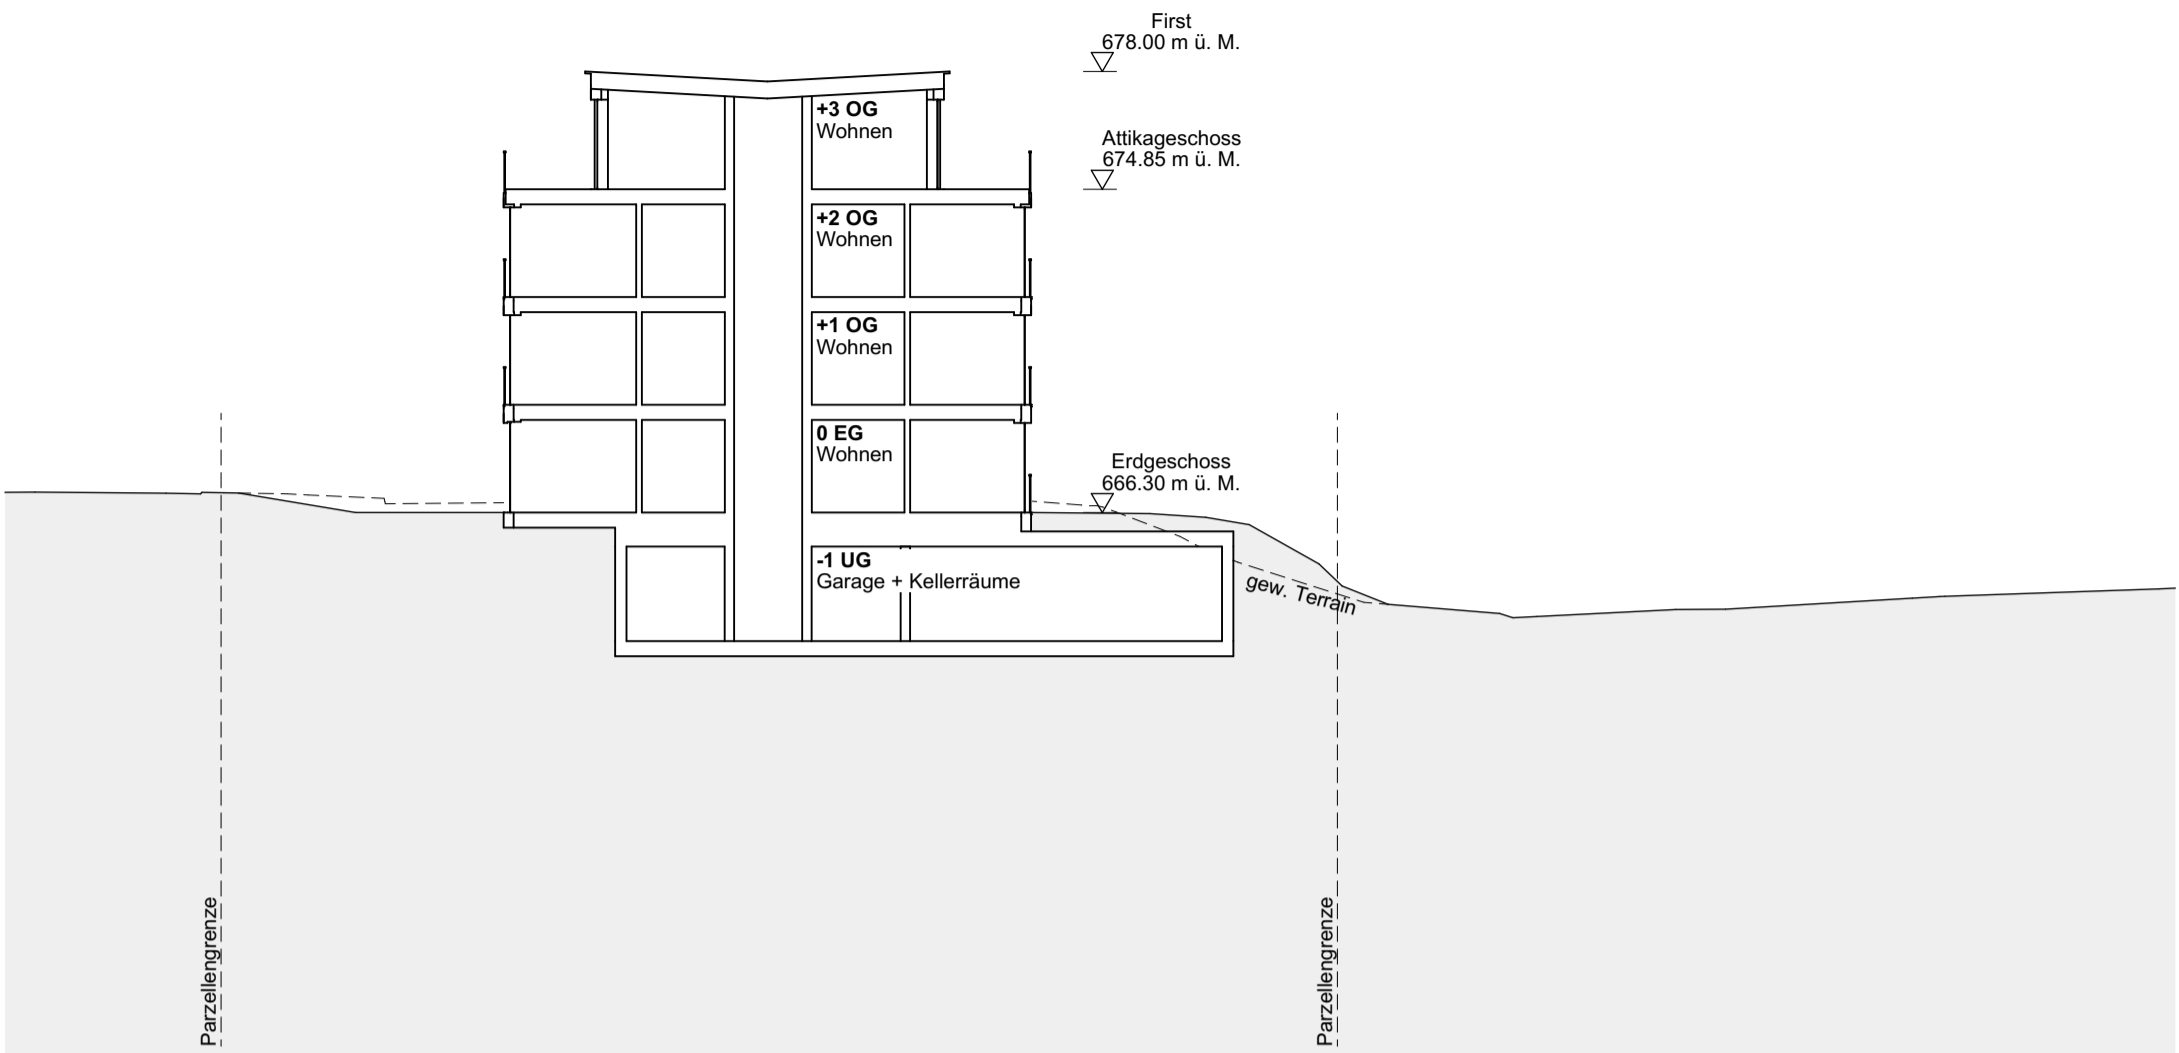 First
678.00 m ü. M.
+3 OG
Wohnen
Attikageschoss
674.85 m ü. M.
+2 OG
Wohnen
+1 OG
Wohnen
0 EG
Wohnen
Erdgeschoss
666.30 m ü. M.
-1 UG
Garage + Kellerräume
gew. Terrain
Parzellengrenze
Parzellengrenze